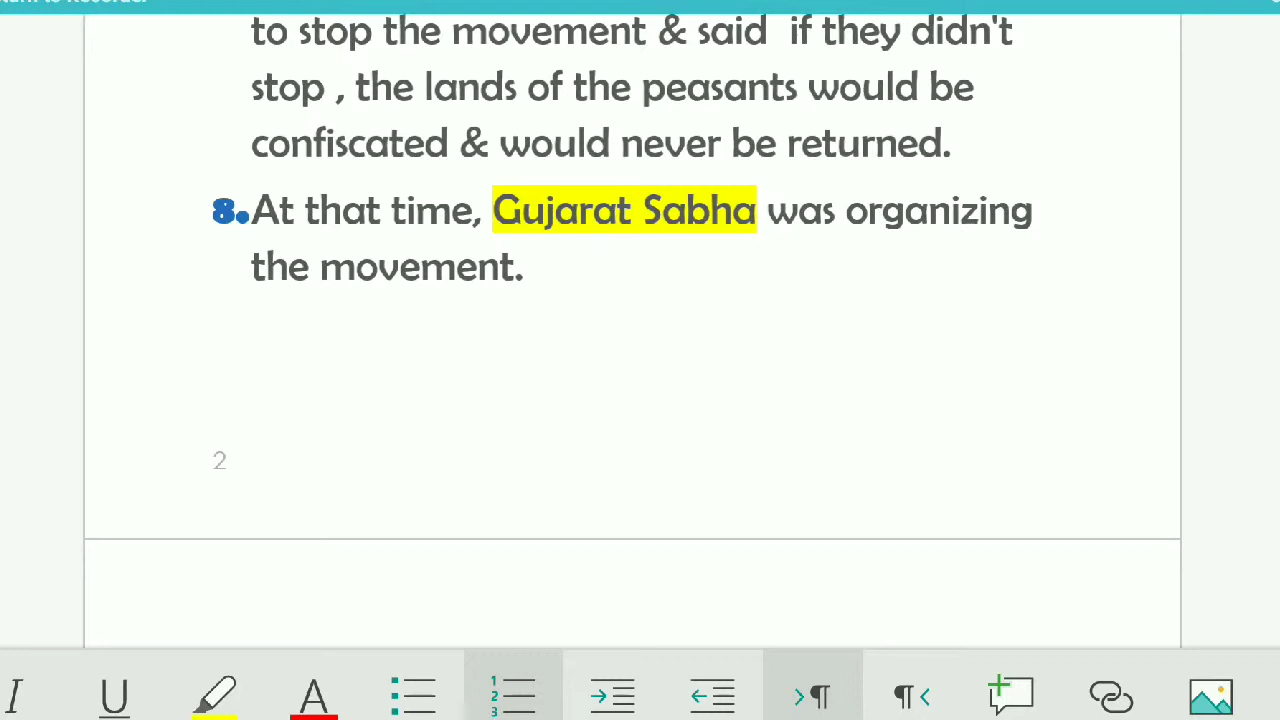 to stop the movement & said if they didn't
stop , the lands of the peasants would be
confiscated & would never be returned.
8. At that time, Gujarat Sabha was organizing
the movement.
2